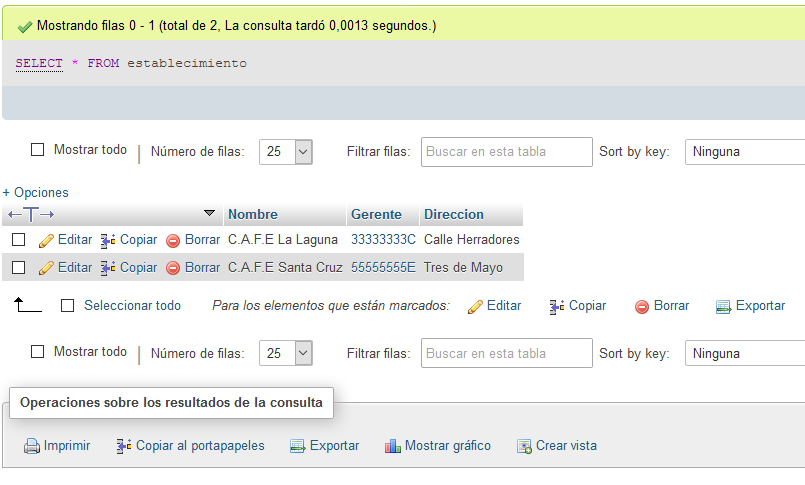 Mostrando filas 0 - 1 (total de 2, La consulta tardó 0,0013 segundos.)
SELECT * FROM establecimiento
Mostrar todo | Número de filas: 25 Filtrar filas: Buscar en esta tabla Sort by key: Ninguna
+ Opciones
←T→ Nombre Gerente Direccion
Editar Copiar Borrar C.A.F.E La Laguna 33333333C Calle Herradores
Editar Copiar Borrar C.A.F.E Santa Cruz 55555555E Tres de Mayo
Seleccionar todo Para los elementos que están marcados: Editar Copiar Borrar Exportar
Mostrar todo | Número de filas: 25 Filtrar filas: Buscar en esta tabla Sort by key: Ninguna
Operaciones sobre los resultados de la consulta
Imprimir Copiar al portapapeles Exportar Mostrar gráfico Crear vista